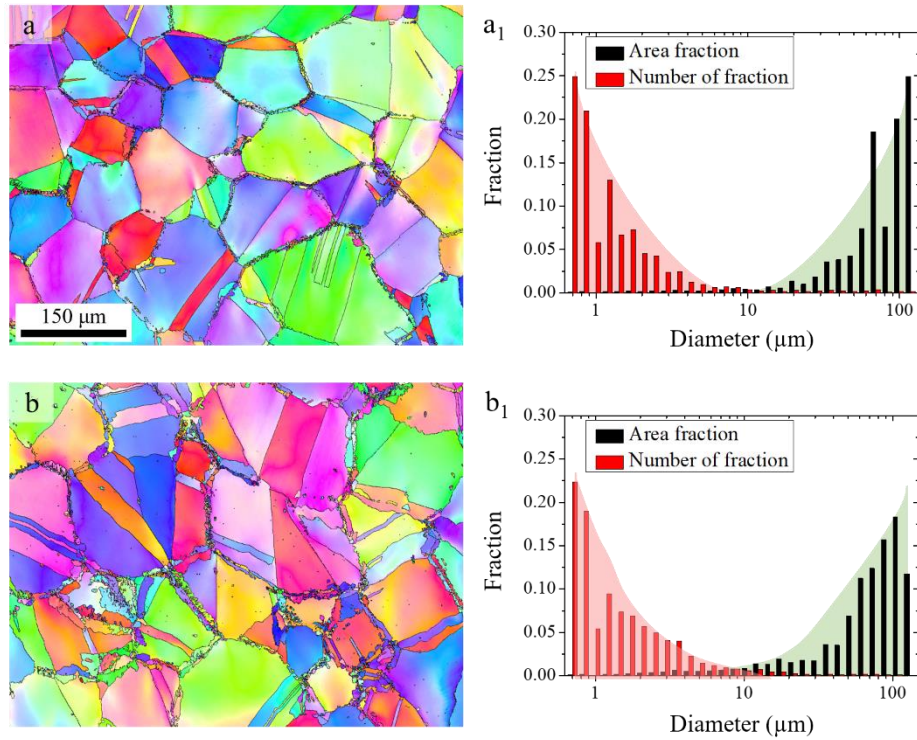 a
150 μm
a1
0.30
0.25
0.20
0.15
0.10
0.05
0.00
Fraction
Area fraction
Number of fraction
1
10
100
Diameter (μm)
b
b1
0.30
0.25
0.20
0.15
0.10
0.05
0.00
Fraction
Area fraction
Number of fraction
1
10
100
Diameter (μm)